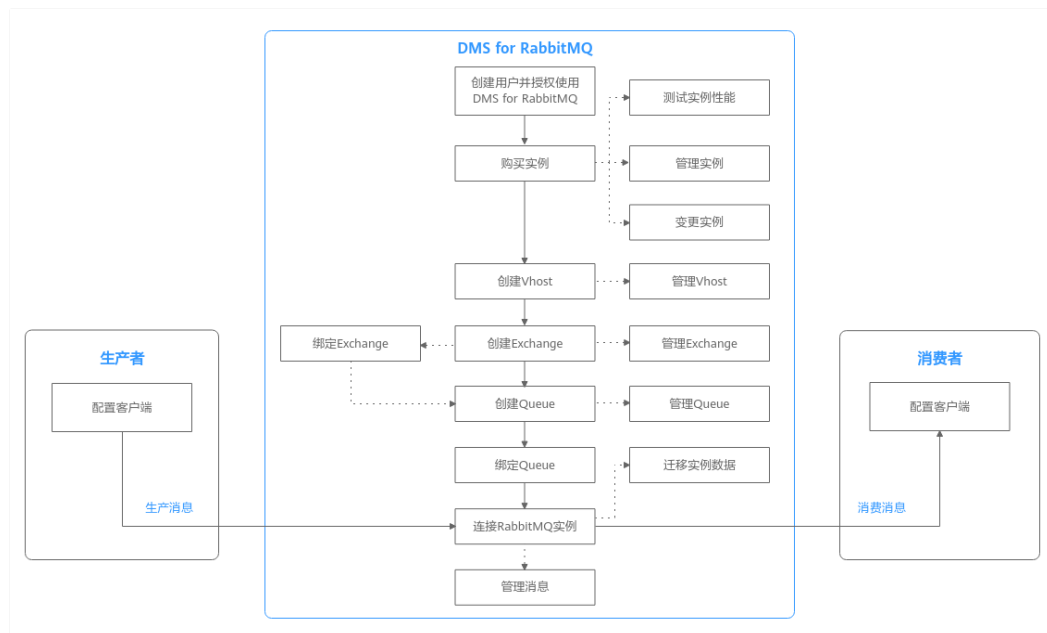 DMS for RabbitMQ
创建用户并授权使用
DMS for RabbitMQ
测试实例性能
购买实例
管理实例
变更实例
创建Vhost
管理Vhost
绑定Exchange
创建Exchange
管理Exchange
生产者
消费者
配置客户端
创建Queue
管理Queue
配置客户端
绑定Queue
迁移实例数据
生产消息
消费消息
连接RabbitMQ实例
管理消息